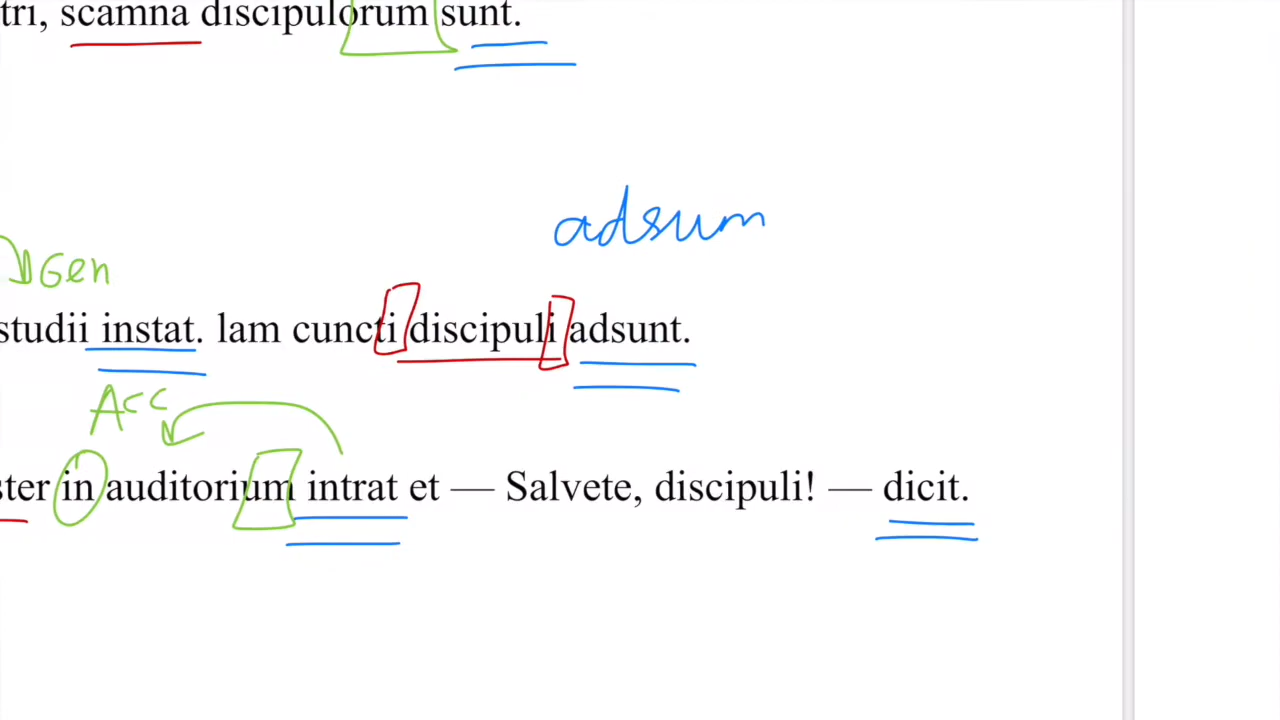 tri, scamna discipulorum sunt.
adsum
Gen
studii instat. lam cuncti discipuli adsunt.
Acc
ster in auditorium intrat et — Salvete, discipuli! — dicit.